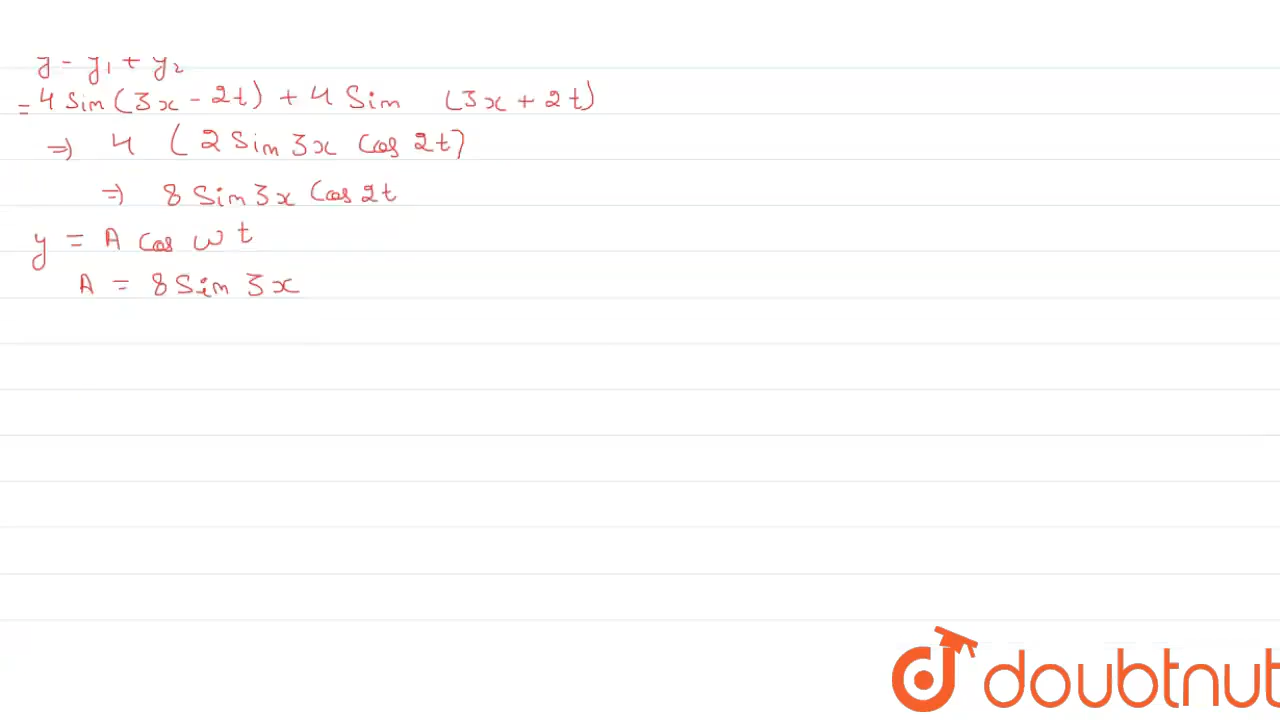 y = y₁ + y₂
= 4 Sin (3x - 2t) + 4 Sin (3x + 2t)
⇒ 4 (2 Sin 3x Cos 2t)
⇒ 8 Sin 3x Cos 2t
y = A cos ω t
A = 8 Sin 3x
doubtnut